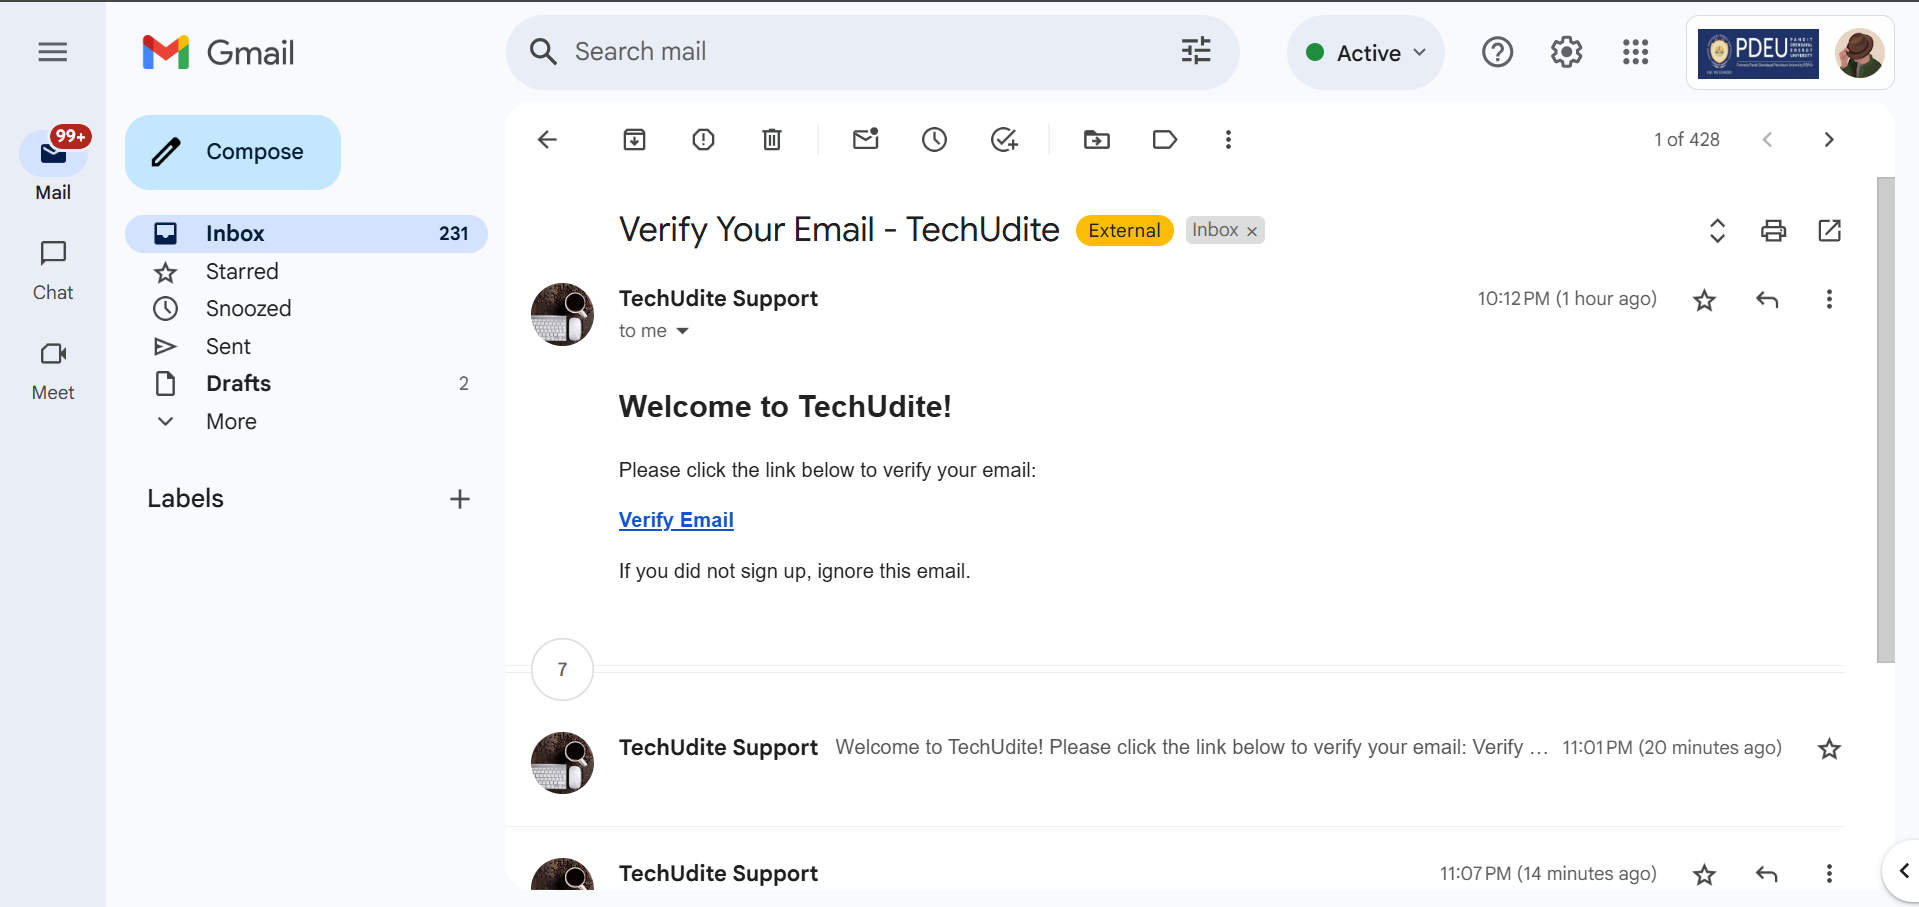 Gmail
Search mail
Active
PDEU PANDIT DEENDAYAL ENERGY UNIVERSITY
99+
Mail
Chat
Meet
Compose
Inbox 231
Starred
Snoozed
Sent
Drafts 2
More
Labels
1 of 428
Verify Your Email - TechUdite External Inbox ×
TechUdite Support 10:12 PM (1 hour ago)
to me
Welcome to TechUdite!
Please click the link below to verify your email:
Verify Email
If you did not sign up, ignore this email.
7
TechUdite Support Welcome to TechUdite! Please click the link below to verify your email: Verify … 11:01 PM (20 minutes ago)
TechUdite Support 11:07 PM (14 minutes ago)